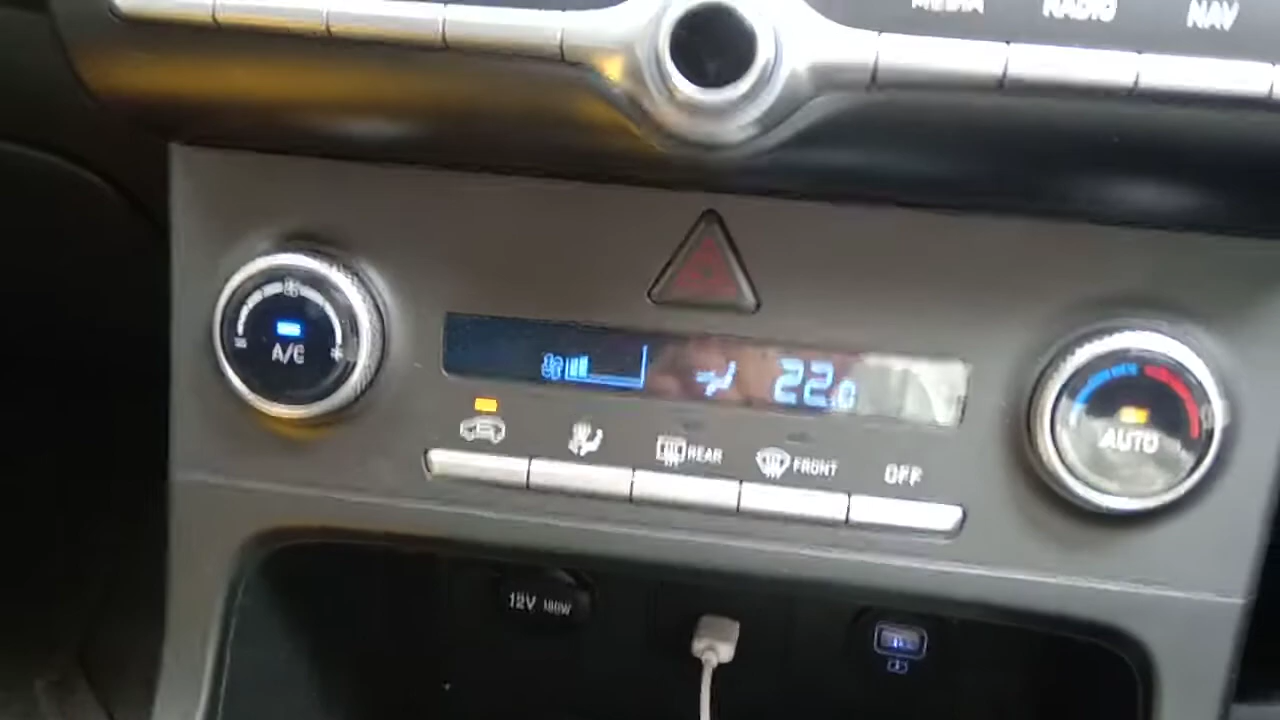 MEDIA
RADIO
NAV
A/C
22.0
AUTO
REAR
FRONT
OFF
12V 180W